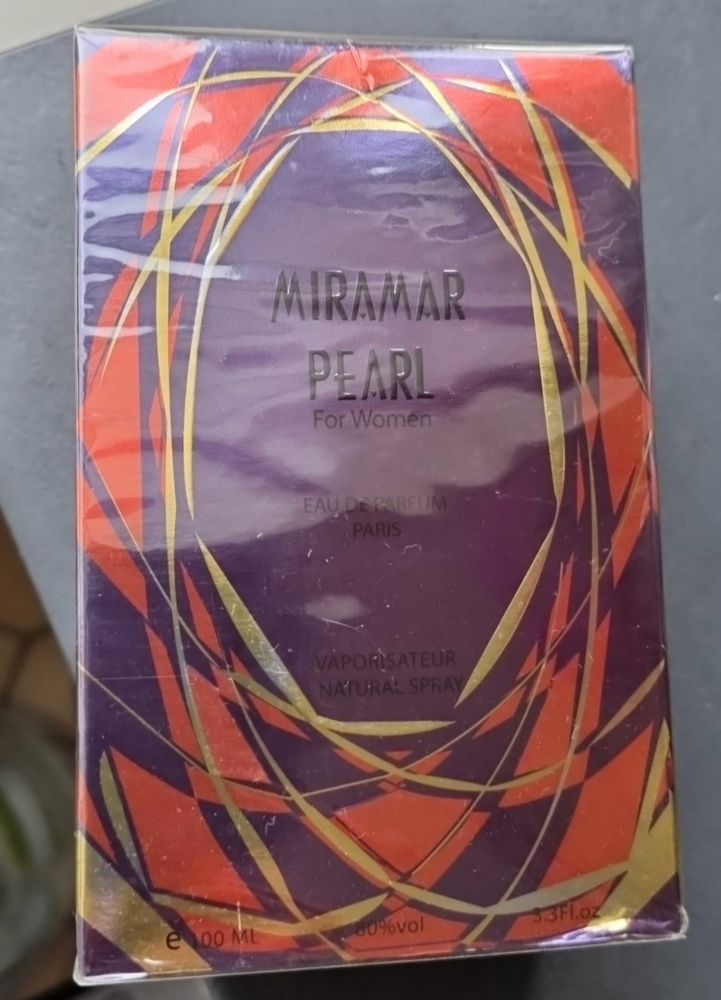 MIRAMAR
PEARL
For Women
EAU DE PARFUM
PARIS
VAPORISATEUR
NATURAL SPRAY
e 100 ML 80%vol 3.3Fl.oz